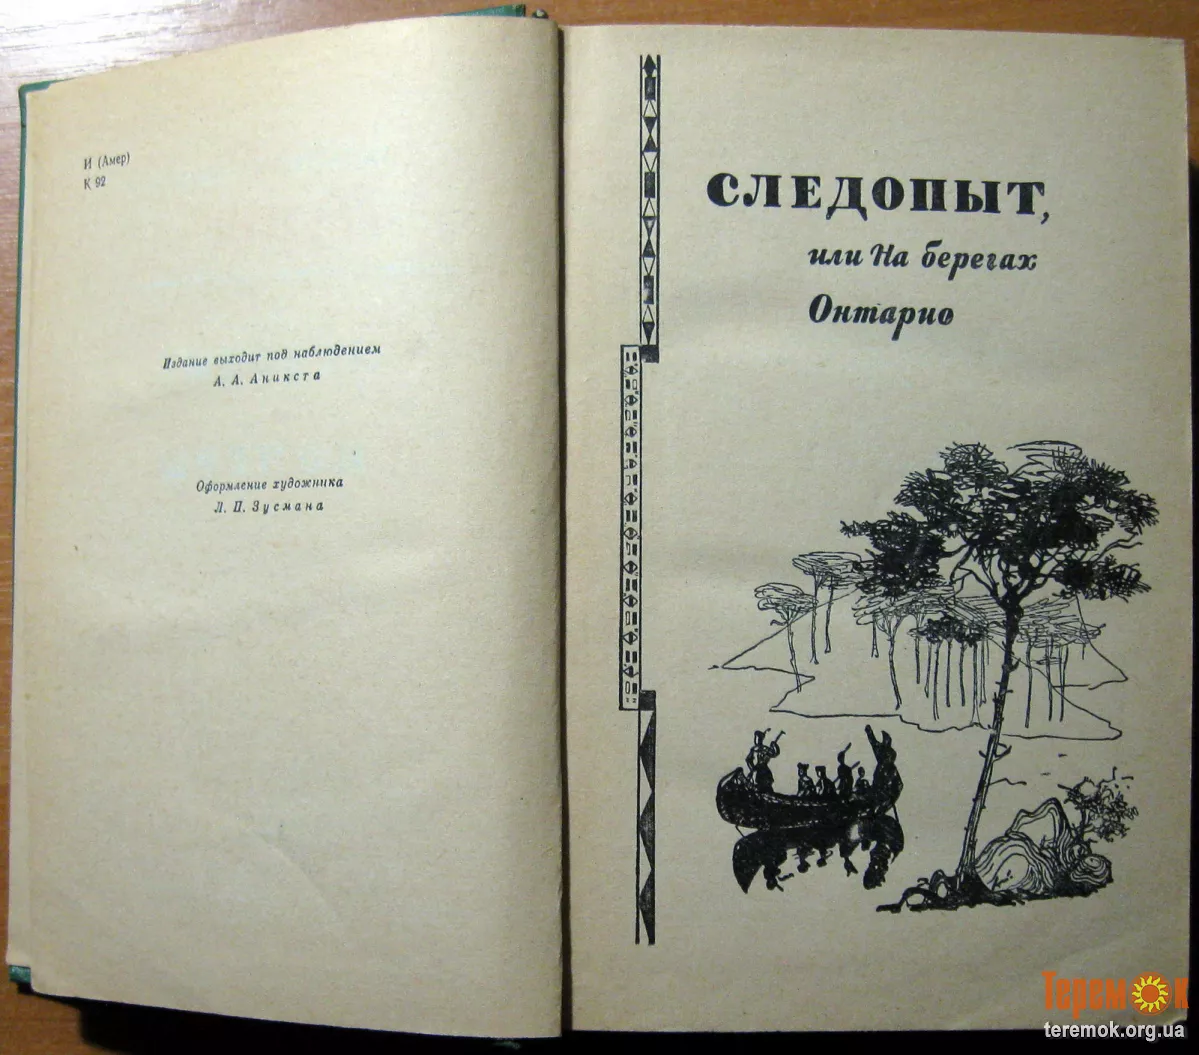 И (Амер)
К 92
Издание выходит под наблюдением
А. А. Аникста
Оформление художника
Л. П. Зусмана
СЛЕДОПЫТ,
или На берегах
Онтарио
Теремок
teremok.org.ua